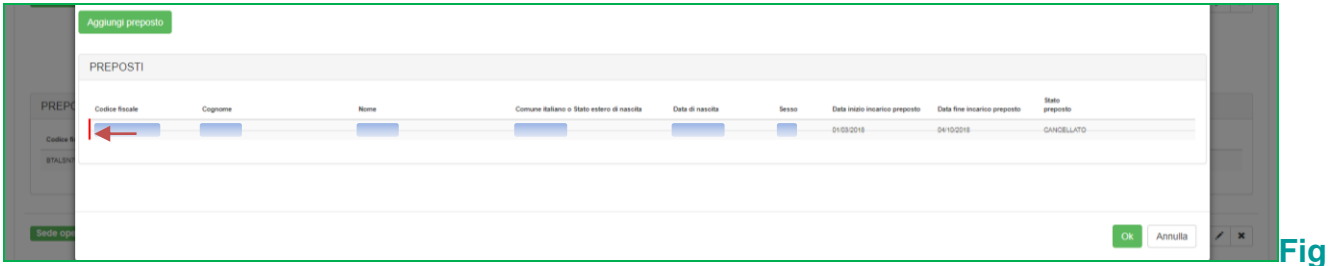 Aggiungi preposto
PREPOSTI
Codice fiscale Cognome Nome Comune italiano o Stato estero di nascita Data di nascita Sesso Data inizio incarico preposto Data fine incarico preposto Stato preposto
01/03/2018 04/10/2018 CANCELLATO
PREPO
Codice
Ok Annulla
Sede ope
Fig